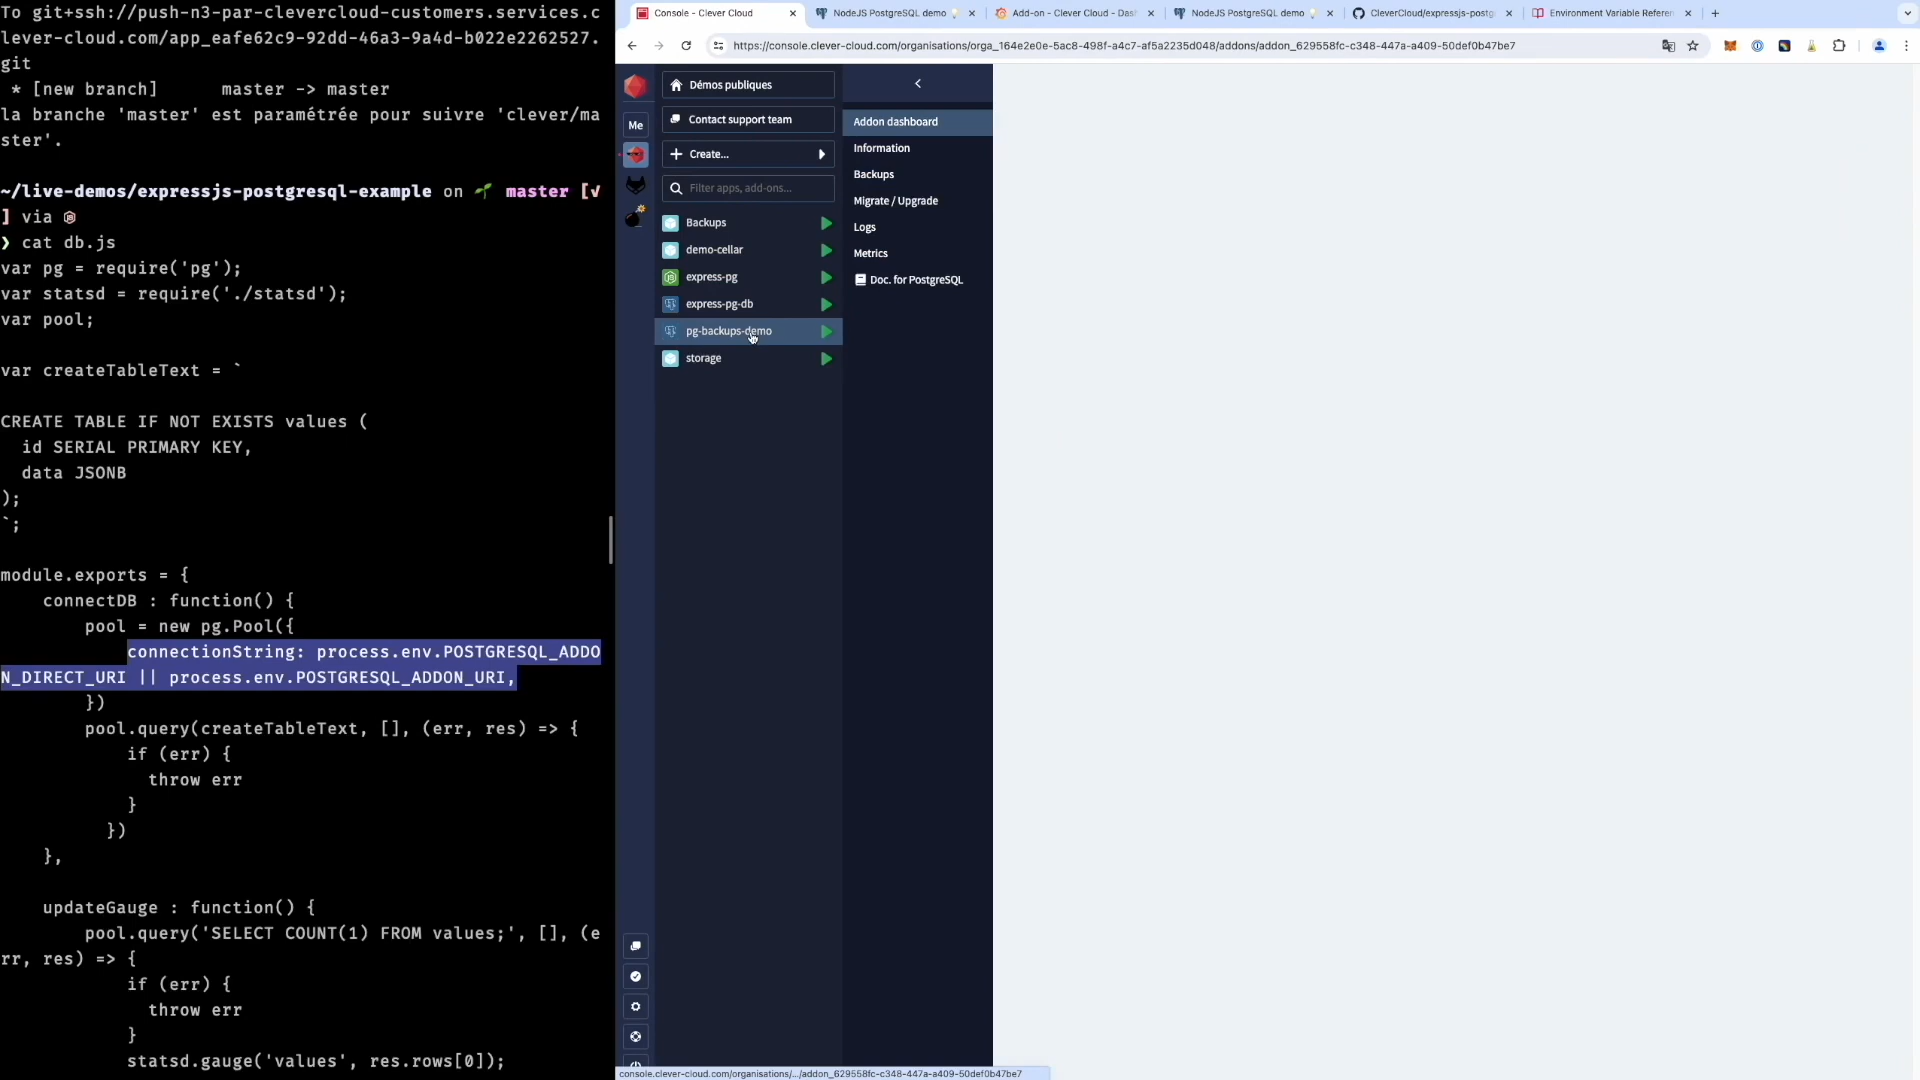 To git+ssh://push-n3-par-clevercloud-customers.services.c
lever-cloud.com/app_eafe62c9-92dd-46a3-9a4d-b022e2262527.
git
* [new branch]      master -> master
la branche 'master' est paramétrée pour suivre 'clever/ma
ster'.
~/live-demos/expressjs-postgresql-example on master [√
] via
❯ cat db.js
var pg = require('pg');
var statsd = require('./statsd');
var pool;
var createTableText = `
CREATE TABLE IF NOT EXISTS values (
  id SERIAL PRIMARY KEY,
  data JSONB
);
`;
module.exports = {
    connectDB : function() {
        pool = new pg.Pool({
            connectionString: process.env.POSTGRESQL_ADDO
N_DIRECT_URI || process.env.POSTGRESQL_ADDON_URI,
        })
        pool.query(createTableText, [], (err, res) => {
            if (err) {
              throw err
            }
          })
    },
    updateGauge : function() {
        pool.query('SELECT COUNT(1) FROM values;', [], (e
rr, res) => {
            if (err) {
              throw err
            }
            statsd.gauge('values', res.rows[0]);
Console - Clever Cloud
NodeJS PostgreSQL demo
Add-on - Clever Cloud - Das
NodeJS PostgreSQL demo
CleverCloud/expressjs-postg
Environment Variable Referen
https://console.clever-cloud.com/organisations/orga_164e2e0e-5ac8-498f-a4c7-af5a2235d048/addons/addon_629558fc-c348-447a-a409-50def0b47be7
Me
Démos publiques
Contact support team
Create...
Filter apps, add-ons...
Backups
demo-cellar
express-pg
express-pg-db
pg-backups-demo
storage
Addon dashboard
Information
Backups
Migrate / Upgrade
Logs
Metrics
Doc. for PostgreSQL
console.clever-cloud.com/organisations/.../addon_629558fc-c348-447a-a409-50def0b47be7